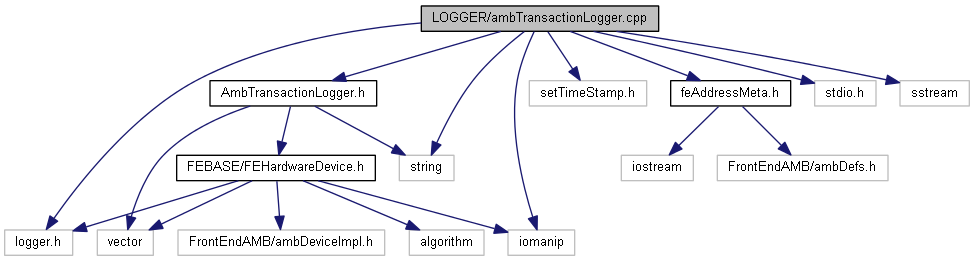 LOGGER/ambTransactionLogger.cpp
AmbTransactionLogger.h
setTimeStamp.h
feAddressMeta.h
stdio.h
sstream
FEBASE/FEHardwareDevice.h
string
iostream
FrontEndAMB/ambDefs.h
logger.h
vector
FrontEndAMB/ambDeviceImpl.h
algorithm
iomanip